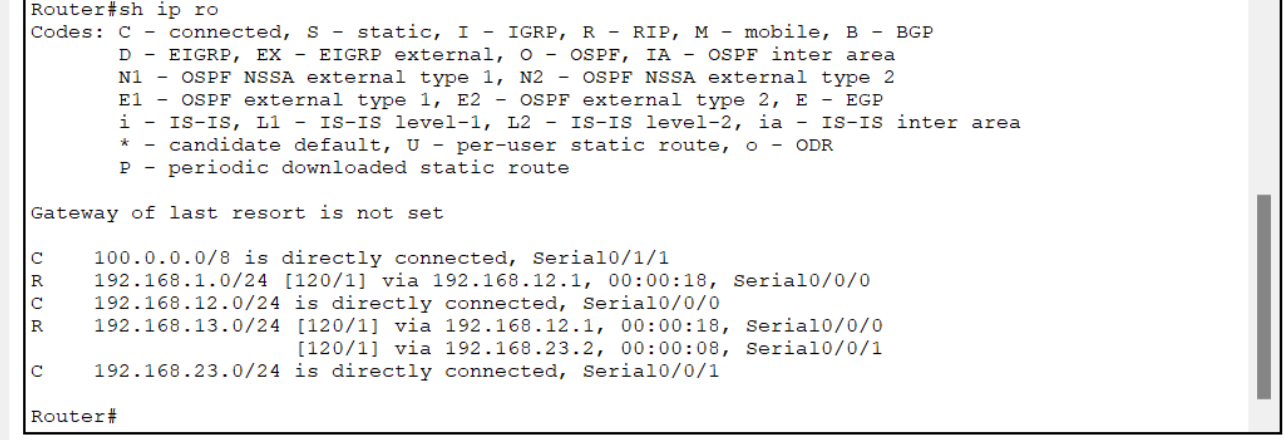 Router#sh ip ro
Codes: C - connected, S - static, I - IGRP, R - RIP, M - mobile, B - BGP
       D - EIGRP, EX - EIGRP external, O - OSPF, IA - OSPF inter area
       N1 - OSPF NSSA external type 1, N2 - OSPF NSSA external type 2
       E1 - OSPF external type 1, E2 - OSPF external type 2, E - EGP
       i - IS-IS, L1 - IS-IS level-1, L2 - IS-IS level-2, ia - IS-IS inter area
       * - candidate default, U - per-user static route, o - ODR
       P - periodic downloaded static route

Gateway of last resort is not set

C    100.0.0.0/8 is directly connected, Serial0/1/1
R    192.168.1.0/24 [120/1] via 192.168.12.1, 00:00:18, Serial0/0/0
C    192.168.12.0/24 is directly connected, Serial0/0/0
R    192.168.13.0/24 [120/1] via 192.168.12.1, 00:00:18, Serial0/0/0
                     [120/1] via 192.168.23.2, 00:00:08, Serial0/0/1
C    192.168.23.0/24 is directly connected, Serial0/0/1

Router#